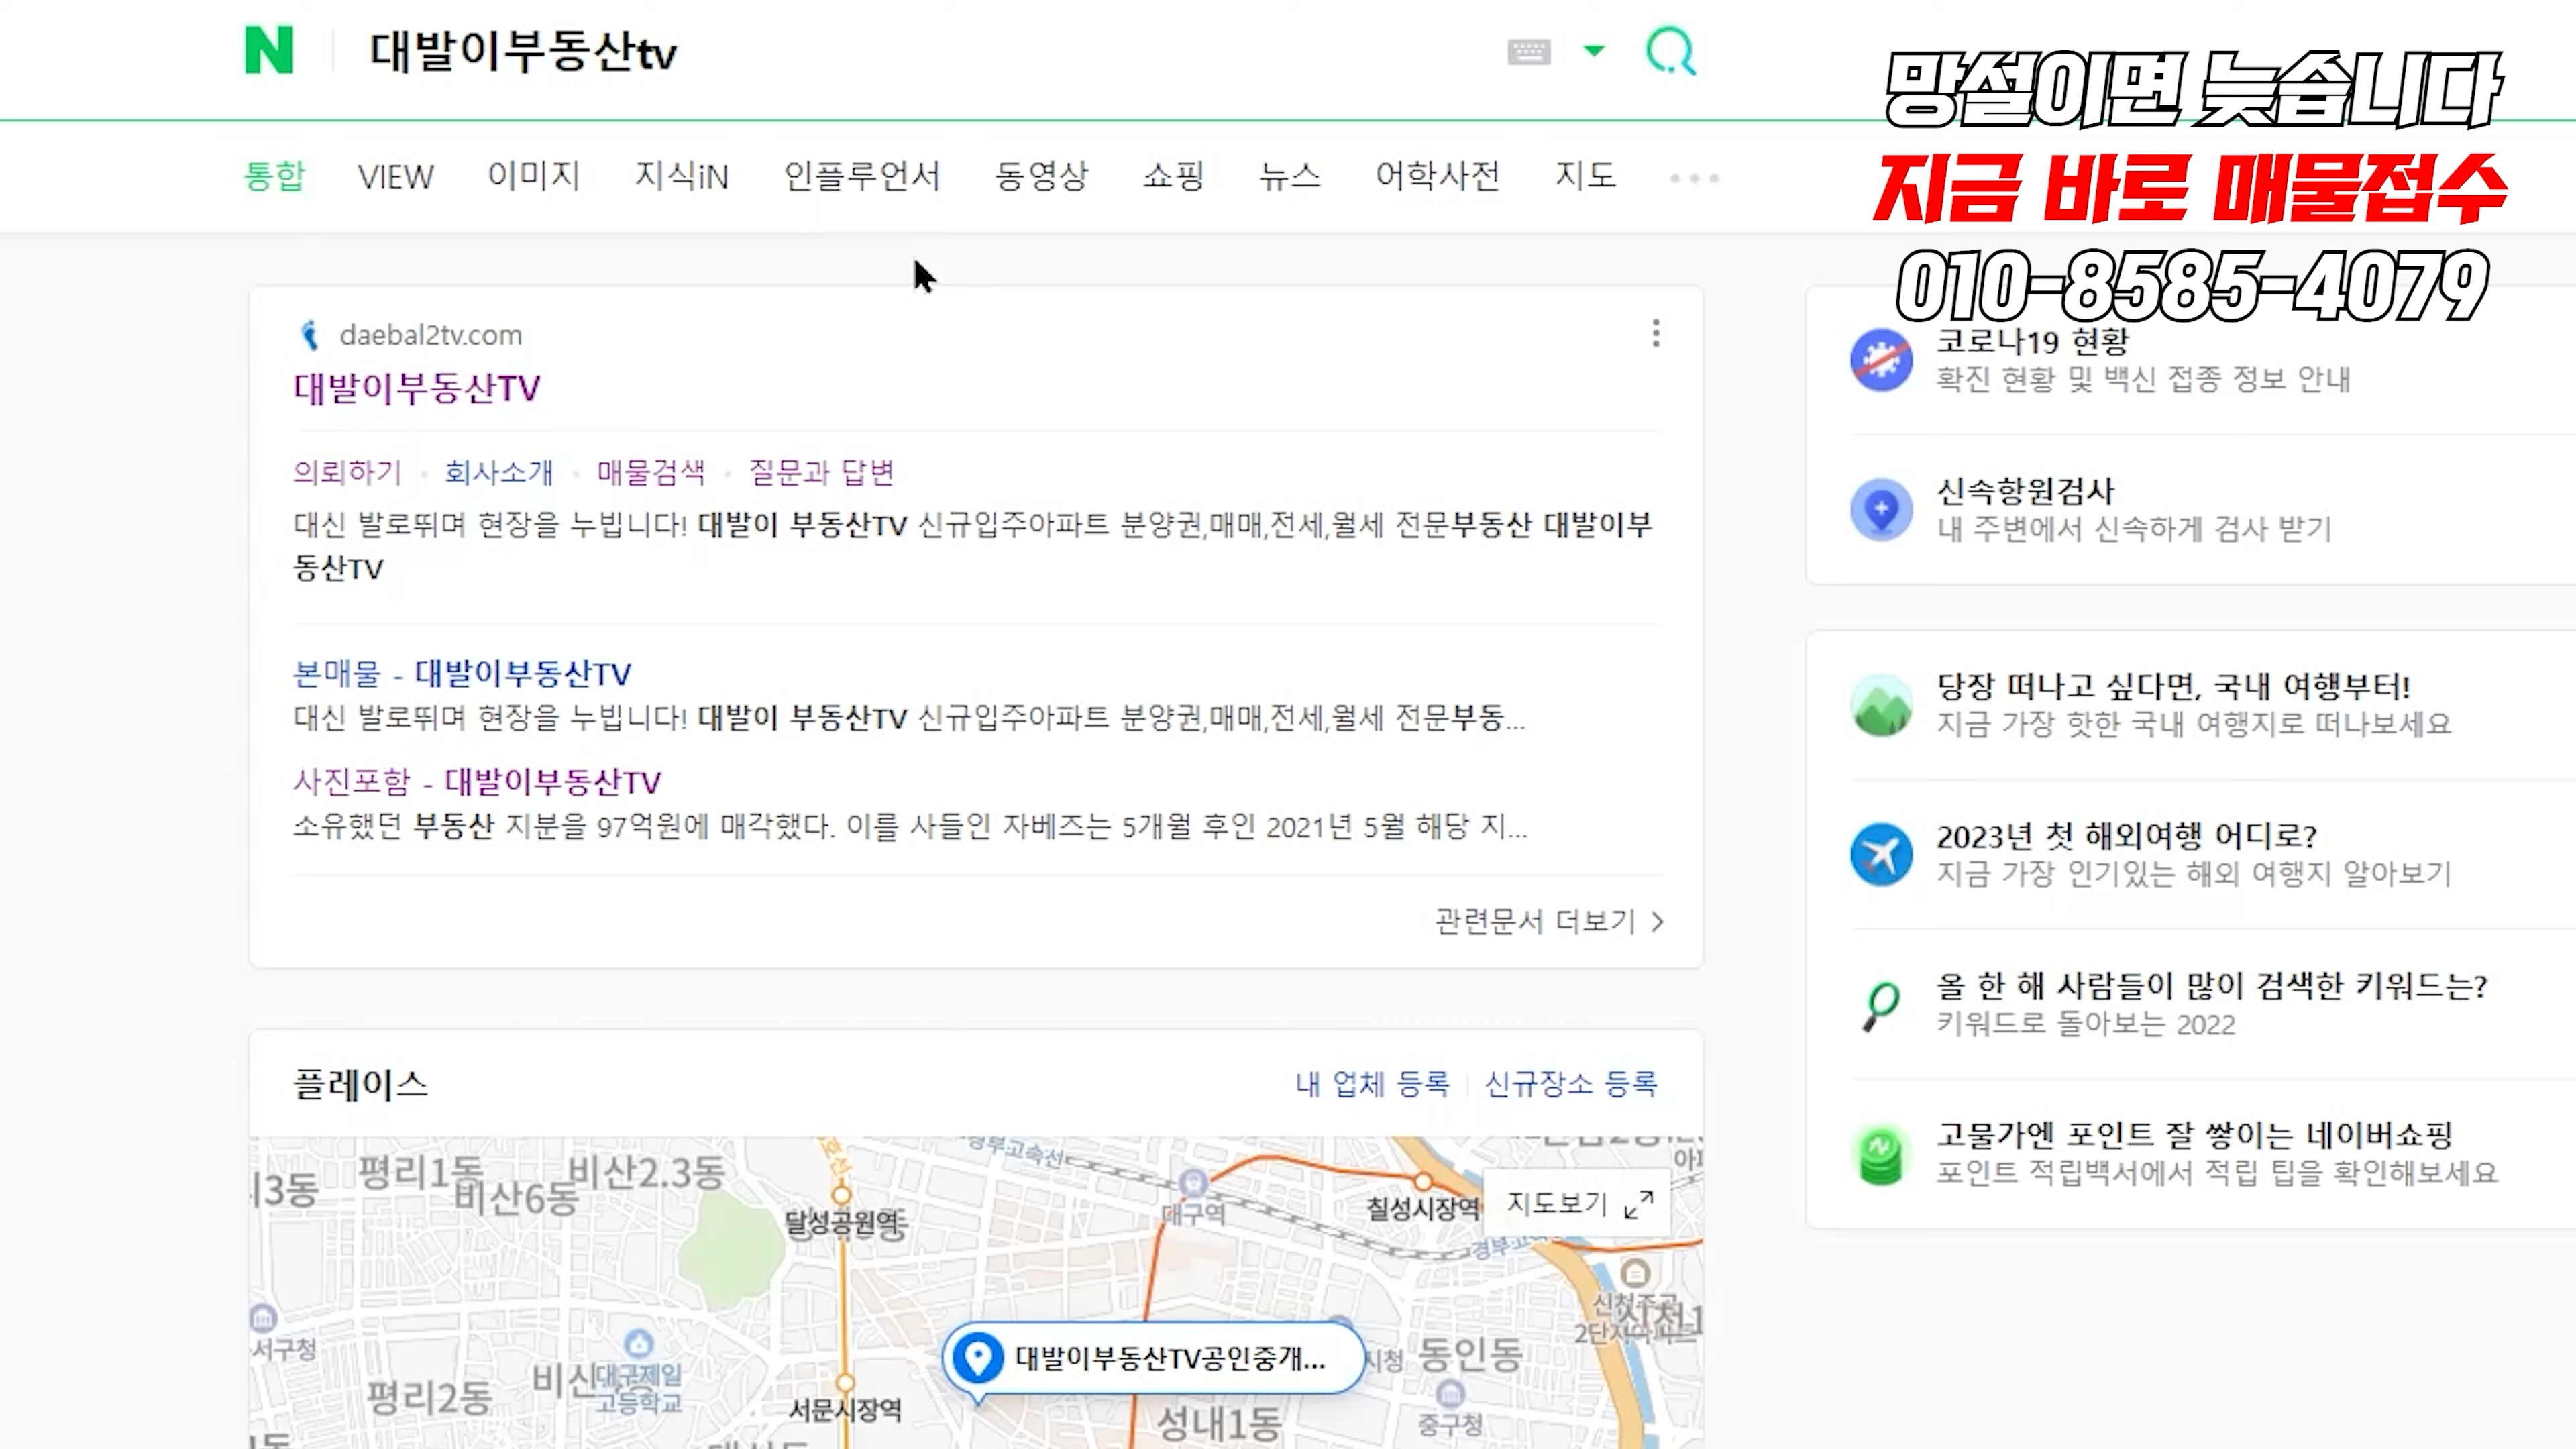 N
대발이부동산tv
망설이면 늦습니다
지금 바로 매물접수
010-8585-4079
통합 VIEW 이미지 지식iN 인플루언서 동영상 쇼핑 뉴스 어학사전 지도
daebal2tv.com
대발이부동산TV
의뢰하기 · 회사소개 · 매물검색 · 질문과 답변
대신 발로뛰며 현장을 누빕니다! 대발이 부동산TV 신규입주아파트 분양권,매매,전세,월세 전문부동산 대발이부
동산TV
본매물 - 대발이부동산TV
대신 발로뛰며 현장을 누빕니다! 대발이 부동산TV 신규입주아파트 분양권,매매,전세,월세 전문부동...
사진포함 - 대발이부동산TV
소유했던 부동산 지분을 97억원에 매각했다. 이를 사들인 자베즈는 5개월 후인 2021년 5월 해당 지...
관련문서 더보기
코로나19 현황
확진 현황 및 백신 접종 정보 안내
신속항원검사
내 주변에서 신속하게 검사 받기
당장 떠나고 싶다면, 국내 여행부터!
지금 가장 핫한 국내 여행지로 떠나보세요
2023년 첫 해외여행 어디로?
지금 가장 인기있는 해외 여행지 알아보기
올 한 해 사람들이 많이 검색한 키워드는?
키워드로 돌아보는 2022
고물가엔 포인트 잘 쌓이는 네이버쇼핑
포인트 적립백서에서 적립 팁을 확인해보세요
플레이스
내 업체 등록
신규장소 등록
경부고속선
평리1동
비산2.3동
비산6동
달성공원역
대구역
칠성시장역
지도보기
서구청
대구제일
고등학교
평리2동
서문시장역
대발이부동산TV공인중개...
동인동
중구청
성내1동